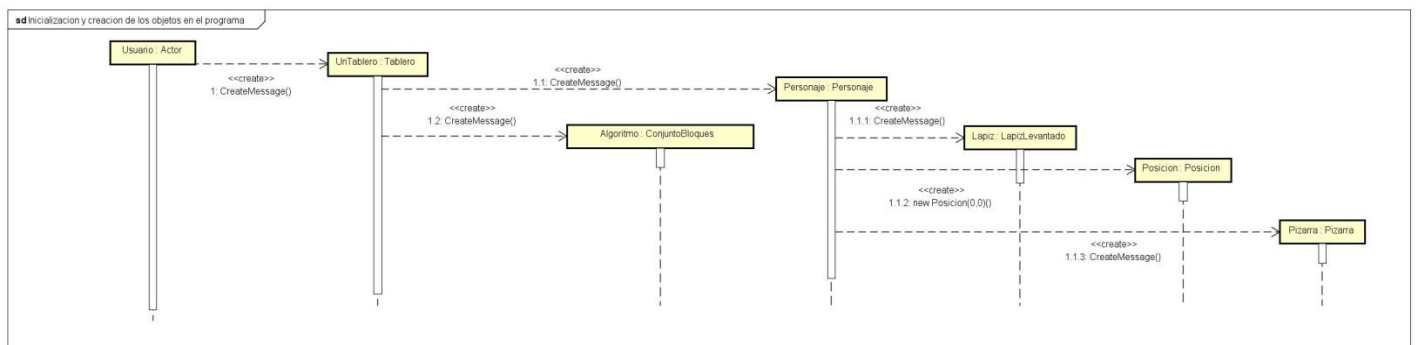 sd Inicializacion y creacion de los objetos en el programa
Usuario : Actor
<<create>>
1: CreateMessage()
UnTablero : Tablero
<<create>>
1.1: CreateMessage()
<<create>>
1.2: CreateMessage()
Personaje : Personaje
Algoritmo : ConjuntoBloques
<<create>>
1.1.1: CreateMessage()
Lapiz : LapizLevantado
Posicion : Posicion
<<create>>
1.1.2: new Posicion(0,0)()
Pizarra : Pizarra
<<create>>
1.1.3: CreateMessage()